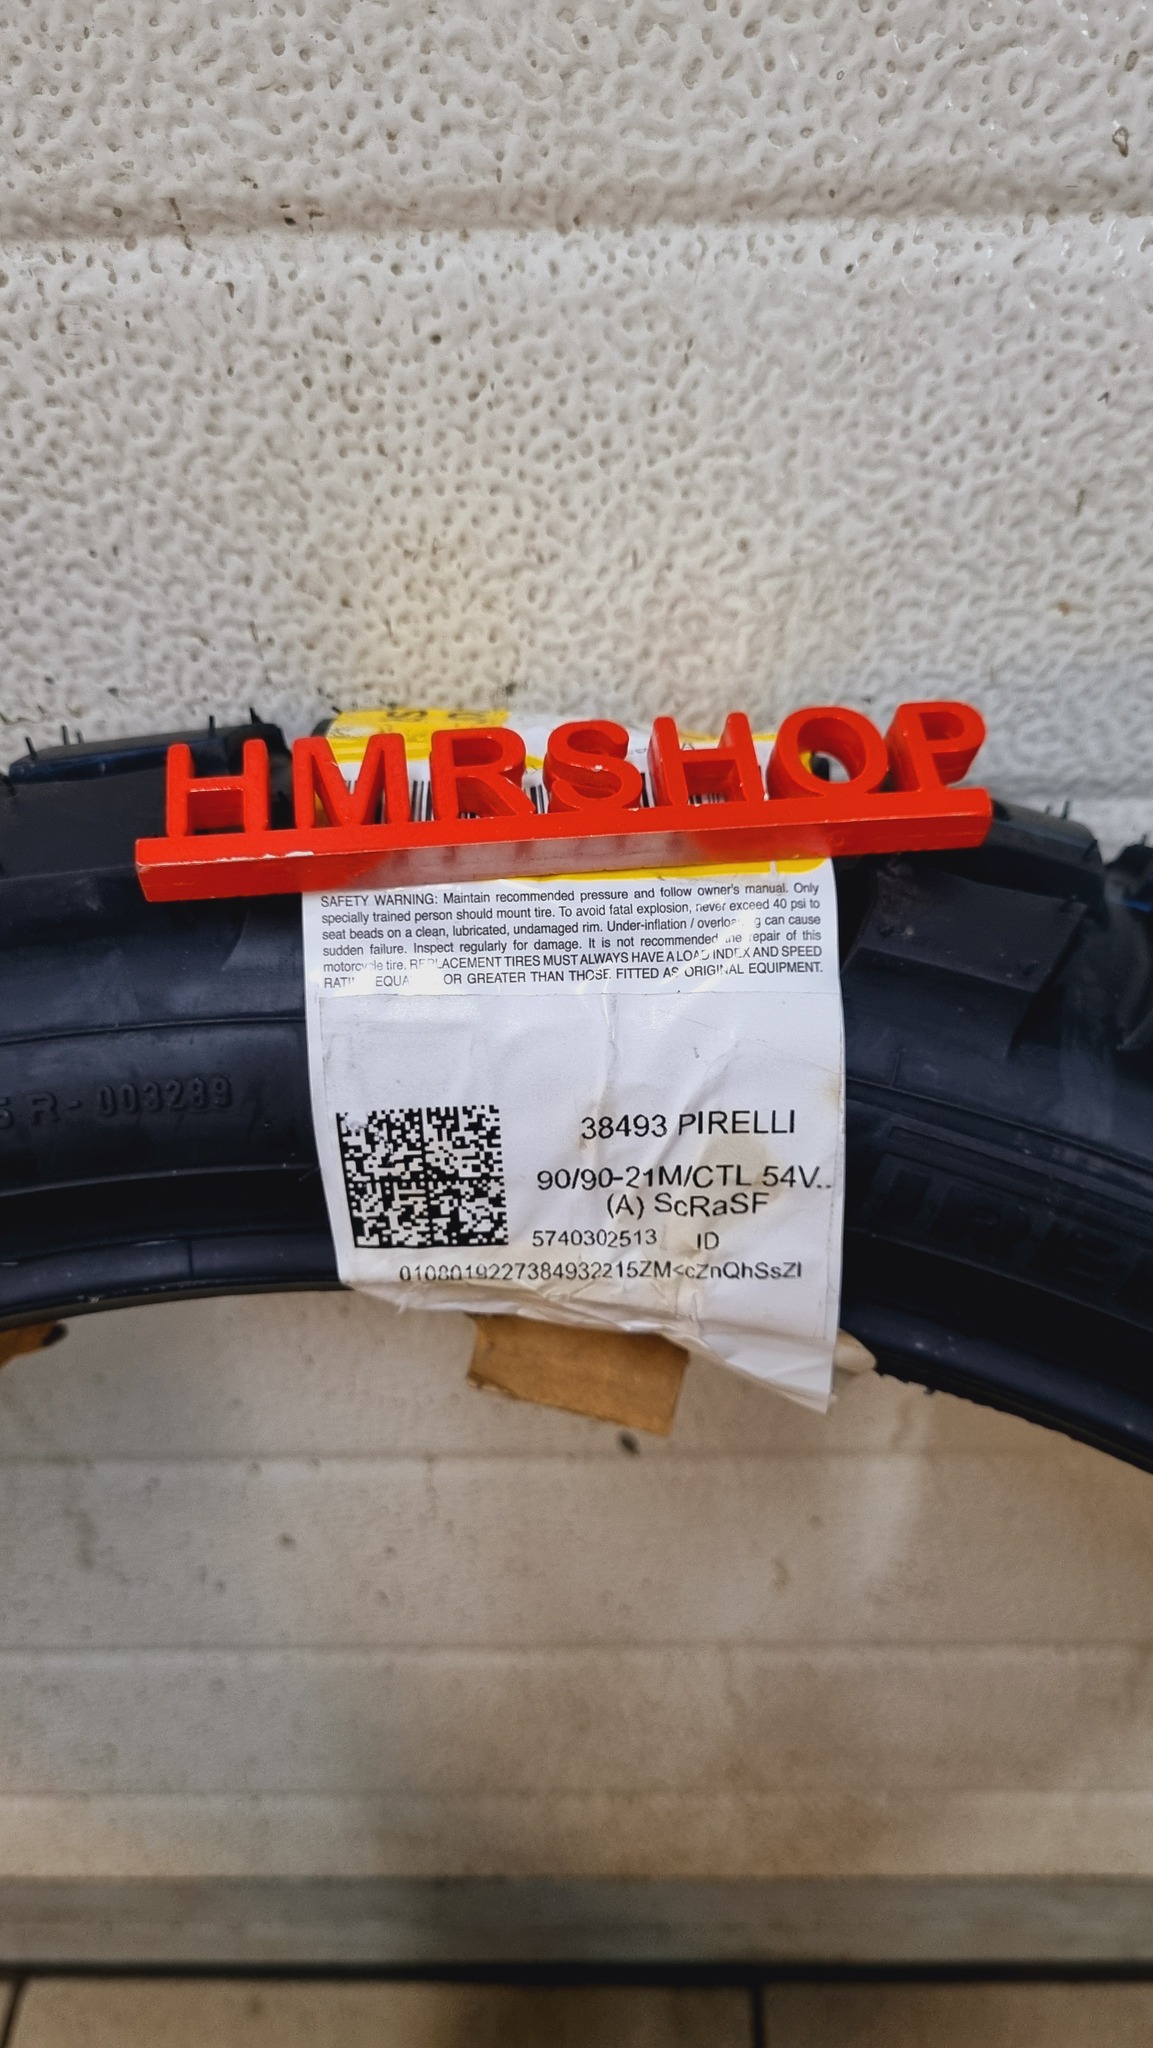 HMRSHOP
SAFETY WARNING: Maintain recommended pressure and follow owner's manual. Only
specially trained person should mount tire. To avoid fatal explosion, never exceed 40 psi to
seat beads on a clean, lubricated, undamaged rim. Under-inflation / can cause
sudden failure. Inspect regularly for damage. It is not recommended the repair of this
motorcycle tire. REPLACEMENT TIRES MUST ALWAYS HAVE A LOAD INDEX AND SPEED
OR GREATER THAN THOSE FITTED AS ORIGINAL EQUIPMENT.
5 R-003289
38493 PIRELLI
90/90-21M/CTL 54V..
(A) ScRaSF
5740302513 ID
0108019227384932215ZM<cZnQhSsZI